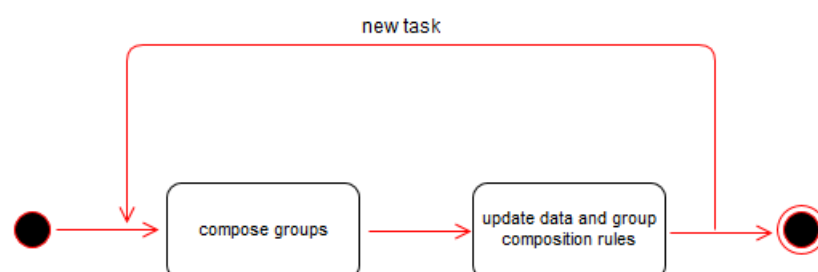 new task
compose groups
update data and group
composition rules